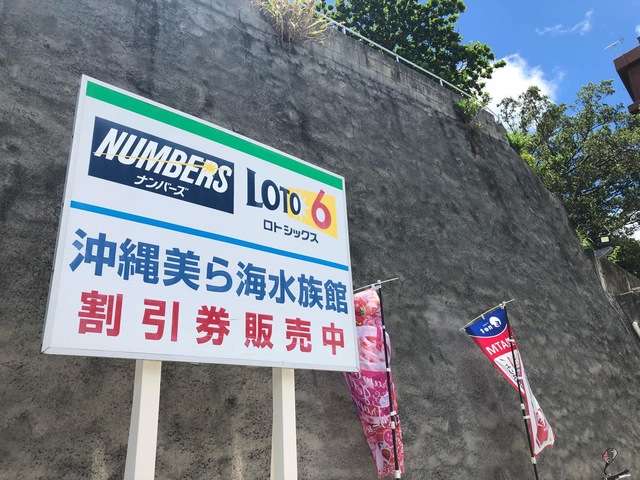 NUMBERS
ナンバーズ
LOTO 6
ロトシックス
沖縄美ら海水族館
割引券販売中